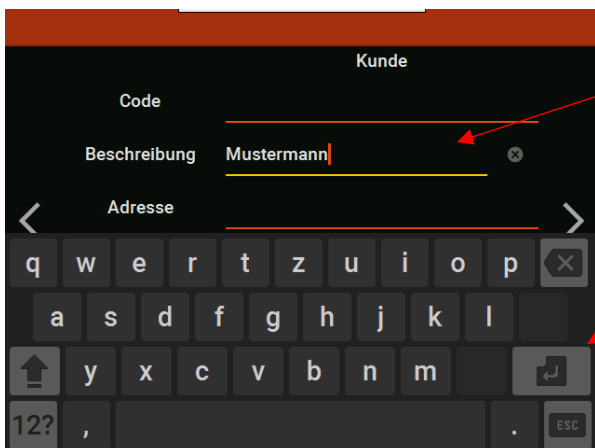 Kunde
Code
Beschreibung Mustermann
Adresse
q w e r t z u i o p
a s d f g h j k l
y x c v b n m
12? , . ESC